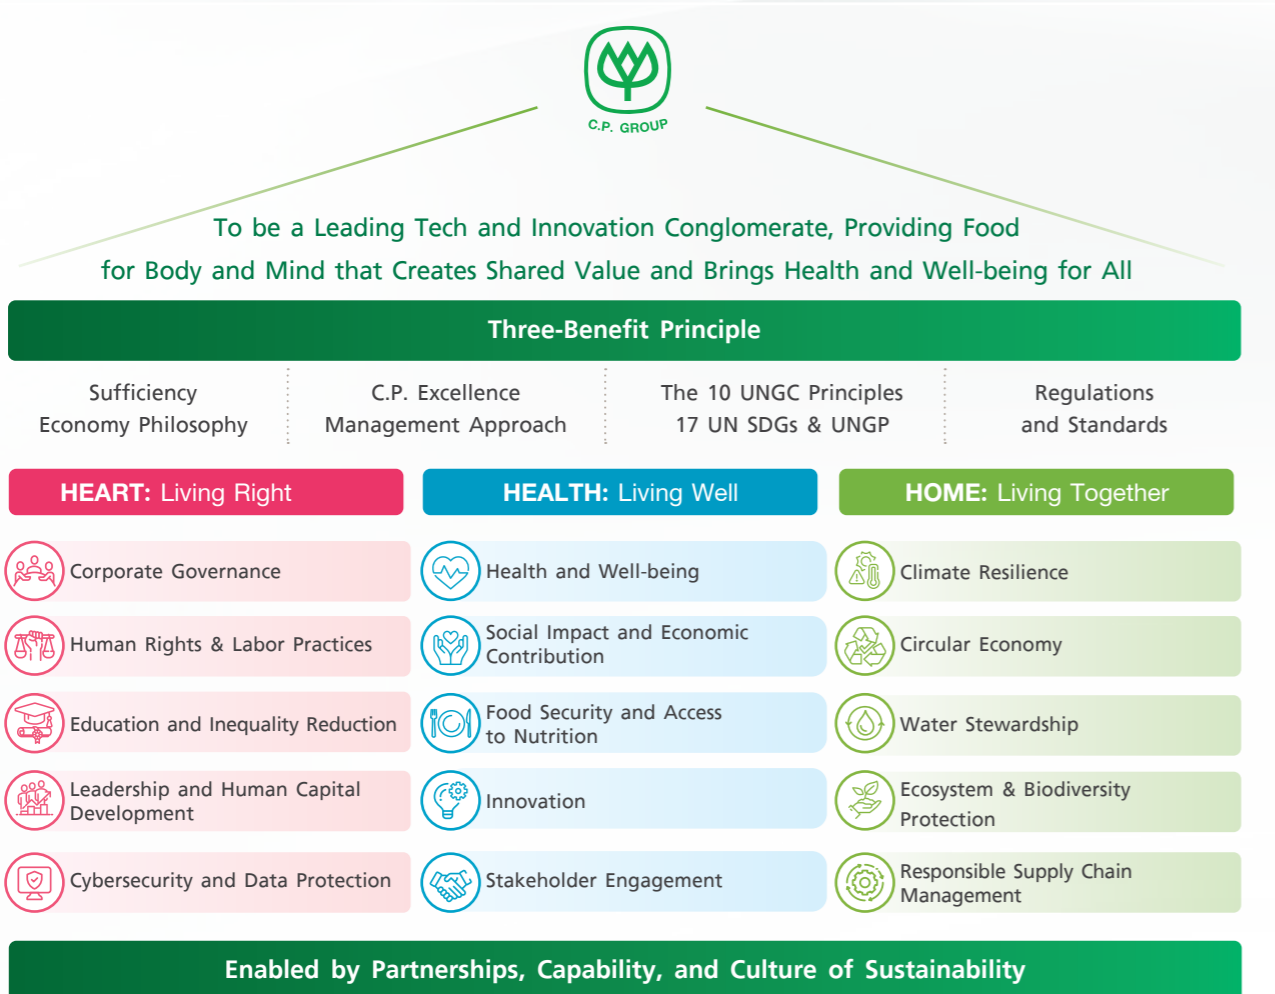 C.P. GROUP
To be a Leading Tech and Innovation Conglomerate, Providing Food
for Body and Mind that Creates Shared Value and Brings Health and Well-being for All
Three-Benefit Principle
Sufficiency
Economy Philosophy
C.P. Excellence
Management Approach
The 10 UNGC Principles
17 UN SDGs & UNGP
Regulations
and Standards
HEART: Living Right
Corporate Governance
Human Rights & Labor Practices
Education and Inequality Reduction
Leadership and Human Capital
Development
Cybersecurity and Data Protection
HEALTH: Living Well
Health and Well-being
Social Impact and Economic
Contribution
Food Security and Access
to Nutrition
Innovation
Stakeholder Engagement
HOME: Living Together
Climate Resilience
Circular Economy
Water Stewardship
Ecosystem & Biodiversity
Protection
Responsible Supply Chain
Management
Enabled by Partnerships, Capability, and Culture of Sustainability